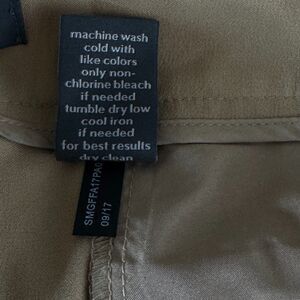 machine wash
cold with
like colors
only non-
chlorine bleach
if needed
tumble dry low
cool iron
if needed
for best results
dry clean
SMGFFA17PA0
09/17